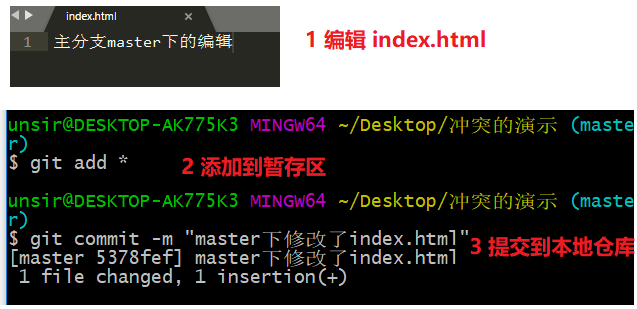 index.html
1 主分支master下的编辑
1 编辑 index.html
unsir@DESKTOP-AK775K3 MINGW64 ~/Desktop/冲突的演示 (maste
r)
$ git add *
2 添加到暂存区
unsir@DESKTOP-AK775K3 MINGW64 ~/Desktop/冲突的演示 (maste
r)
$ git commit -m "master下修改了index.html"
3 提交到本地仓库
[master 5378fef] master下修改了index.html
1 file changed, 1 insertion(+)